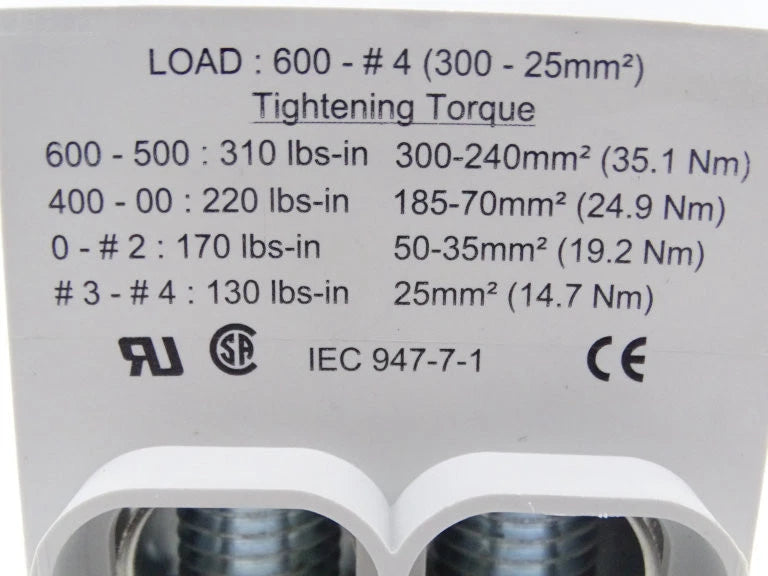 LOAD : 600 - # 4 (300 - 25mm²)
Tightening Torque
600 - 500 : 310 lbs-in 300-240mm² (35.1 Nm)
400 - 00 : 220 lbs-in 185-70mm² (24.9 Nm)
0 - # 2 : 170 lbs-in 50-35mm² (19.2 Nm)
# 3 - # 4 : 130 lbs-in 25mm² (14.7 Nm)
RU SA IEC 947-7-1 CE